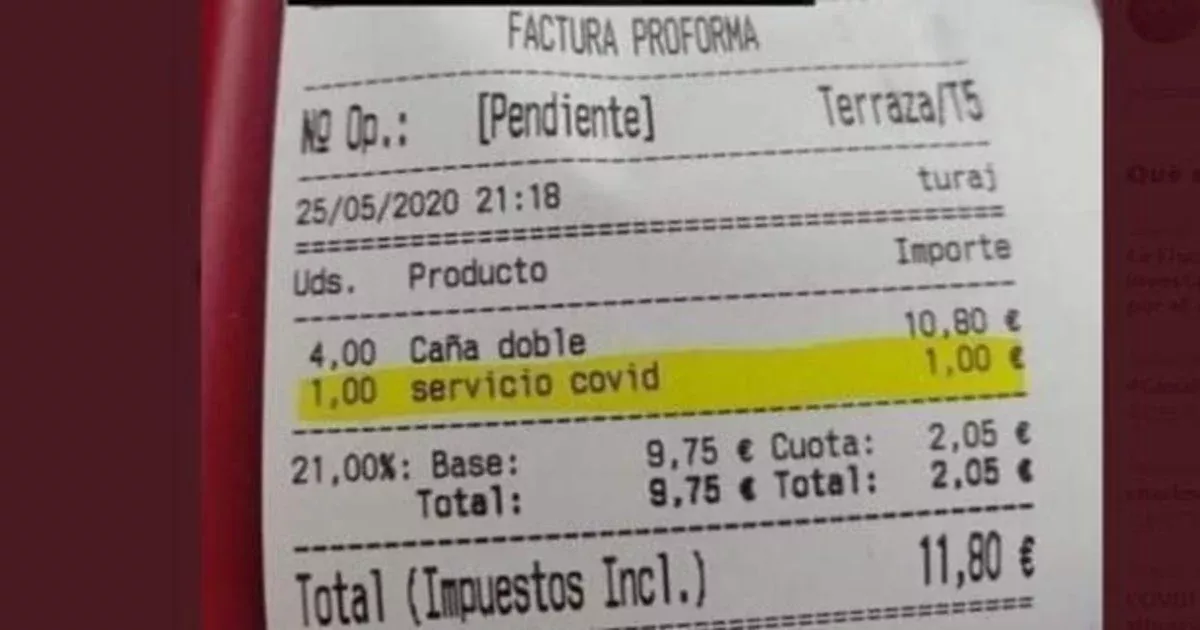 FACTURA PROFORMA
Nº Op.: [Pendiente] Terraza/T5
25/05/2020 21:18 turaj
Uds. Producto Importe
4,00 Caña doble 10,80 €
1,00 servicio covid 1,00 €
21,00%: Base: 9,75 € Cuota: 2,05 €
Total: 9,75 € Total: 2,05 €
Total (Impuestos Incl.) 11,80 €
Qué